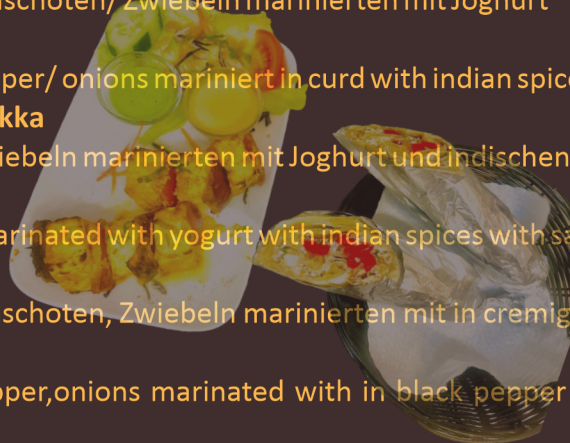 schoten/ Zwiebeln marinierten mit Joghurt
per/ onions mariniert in curd with indian spice
kka
iebeln marinierten mit Joghurt und indischen
arinated with yogurt with indian spices with sa
schoten, Zwiebeln marinierten mit in cremig
pper,onions marinated with in black pepper